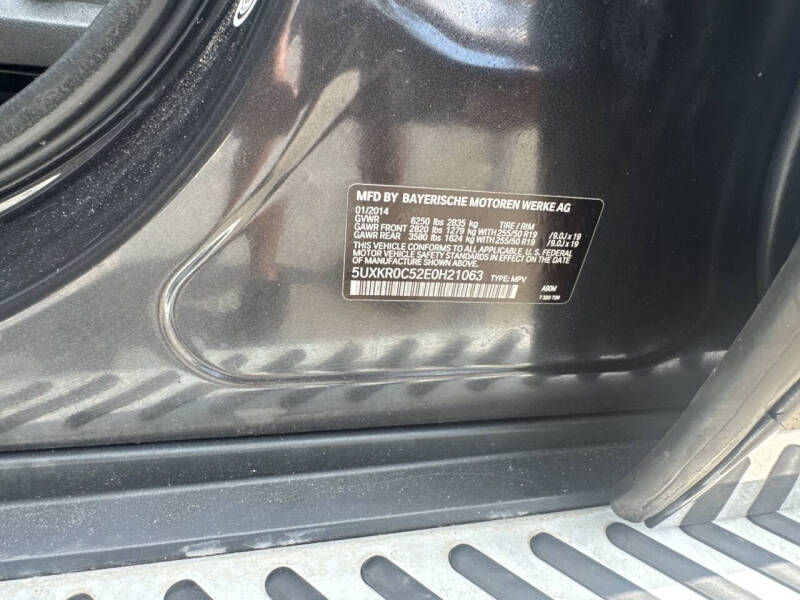 MFD BY BAYERISCHE MOTOREN WERKE AG
01/2014
GVWR 6250 lbs 2835 kg TIRE / RIM
GAWR FRONT 2820 lbs 1279 kg WITH 255/50 R19 /9.0J x 19
GAWR REAR 3580 lbs 1624 kg WITH 255/50 R19 /9.0J x 19
THIS VEHICLE CONFORMS TO ALL APPLICABLE U. S. FEDERAL
MOTOR VEHICLE SAFETY STANDARDS IN EFFECT ON THE DATE
OF MANUFACTURE SHOWN ABOVE.
5UXKR0C52E0H21063 TYPE: MPV
A90M